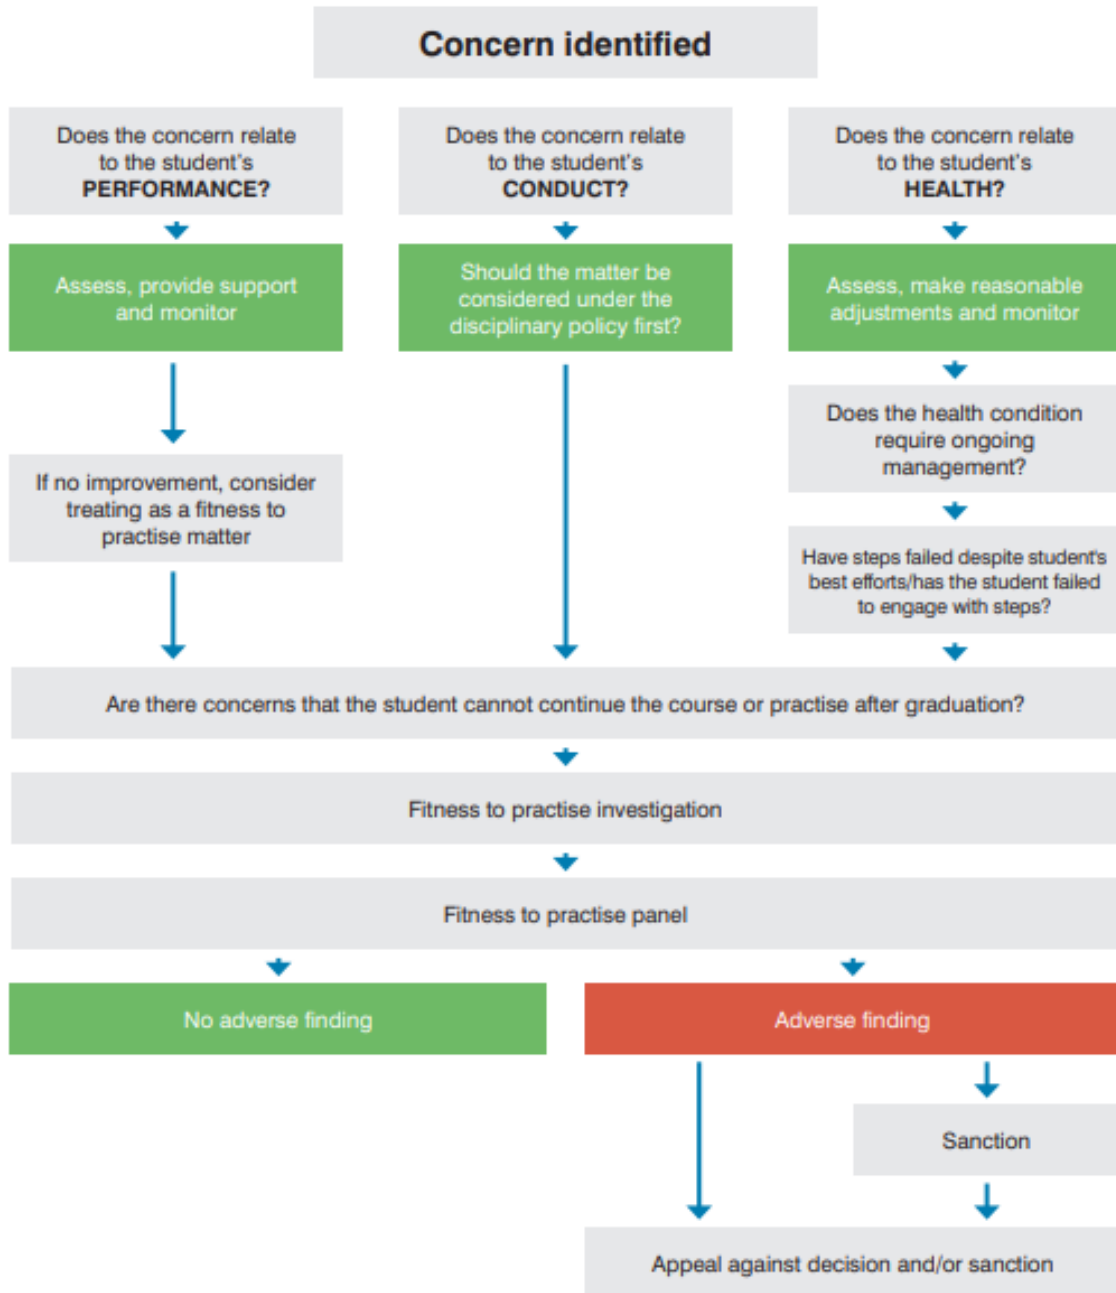 Concern identified
Does the concern relate
to the student's
PERFORMANCE?
Does the concern relate
to the student's
CONDUCT?
Does the concern relate
to the student's
HEALTH?
Assess, provide support
and monitor
Should the matter be
considered under the
disciplinary policy first?
Assess, make reasonable
adjustments and monitor
If no improvement, consider
treating as a fitness to
practise matter
Does the health condition
require ongoing
management?
Have steps failed despite student's
best efforts/has the student failed
to engage with steps?
Are there concerns that the student cannot continue the course or practise after graduation?
Fitness to practise investigation
Fitness to practise panel
No adverse finding
Adverse finding
Sanction
Appeal against decision and/or sanction